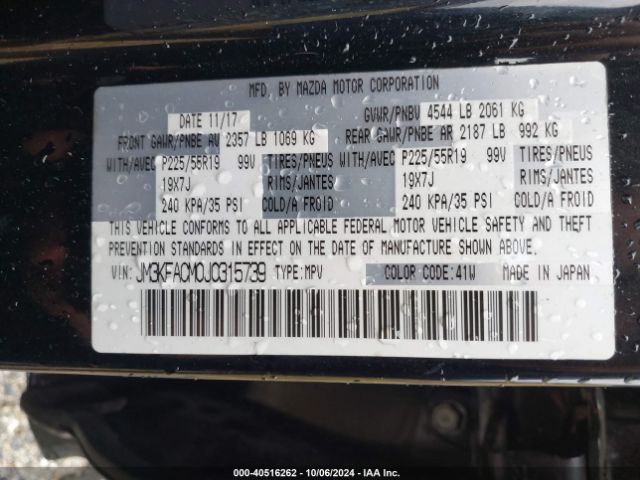 MFD. BY MAZDA MOTOR CORPORATION
DATE 11/17 GVWR/PNBV 4544 LB 2061 KG
FRONT GAWR/PNBE AV 2357 LB 1069 KG REAR GAWR/PNBE AR 2187 LB 992 KG
WITH/AVEC P225/55R19 99V TIRES/PNEUS WITH/AVEC P225/55R19 99V TIRES/PNEUS
19X7J RIMS/JANTES 19X7J RIMS/JANTES
240 KPA/35 PSI COLD/A FROID 240 KPA/35 PSI COLD/A FROID
THIS VEHICLE CONFORMS TO ALL APPLICABLE FEDERAL MOTOR VEHICLE SAFETY AND THEFT
PREVENTION STANDARDS IN EFFECT ON THE DATE OF MANUFACTURE SHOWN ABOVE.
VIN: JM3KFACM0J0315739 TYPE:MPV COLOR CODE:41W MADE IN JAPAN
000-40516262 - 10/06/2024 - IAA Inc.